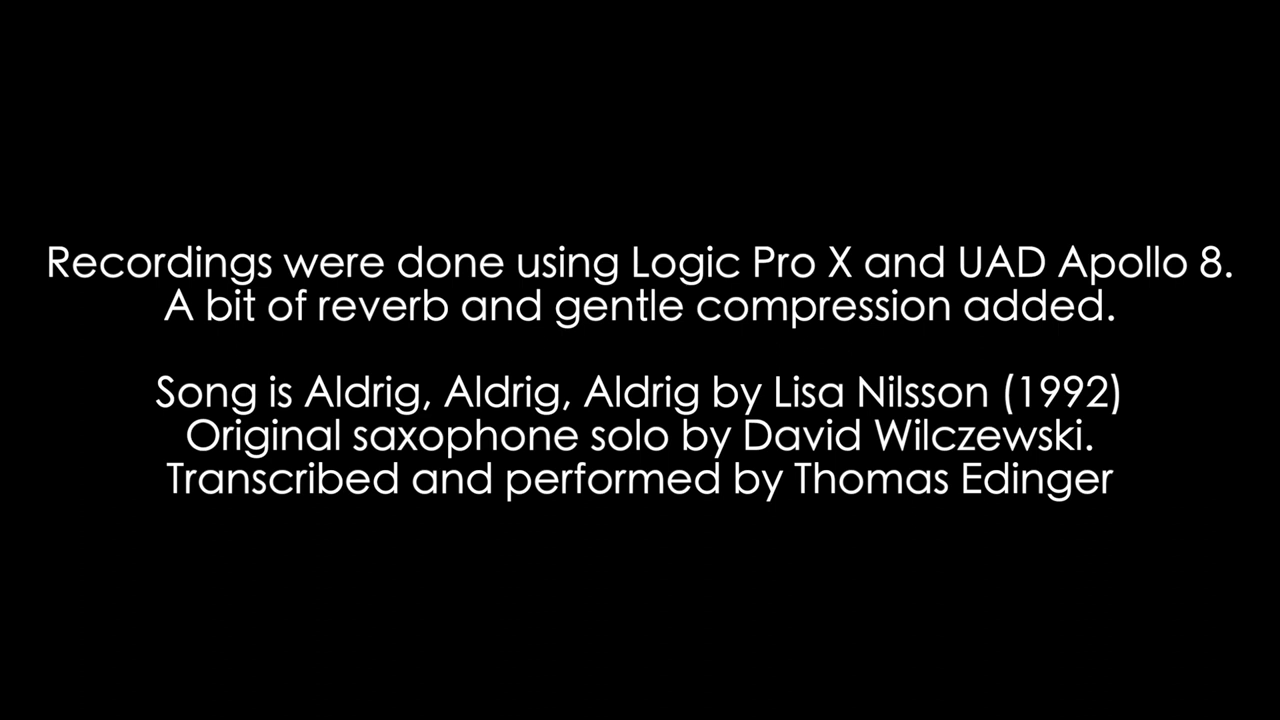 Recordings were done using Logic Pro X and UAD Apollo 8.
A bit of reverb and gentle compression added.
Song is Aldrig, Aldrig, Aldrig by Lisa Nilsson (1992)
Original saxophone solo by David Wilczewski.
Transcribed and performed by Thomas Edinger